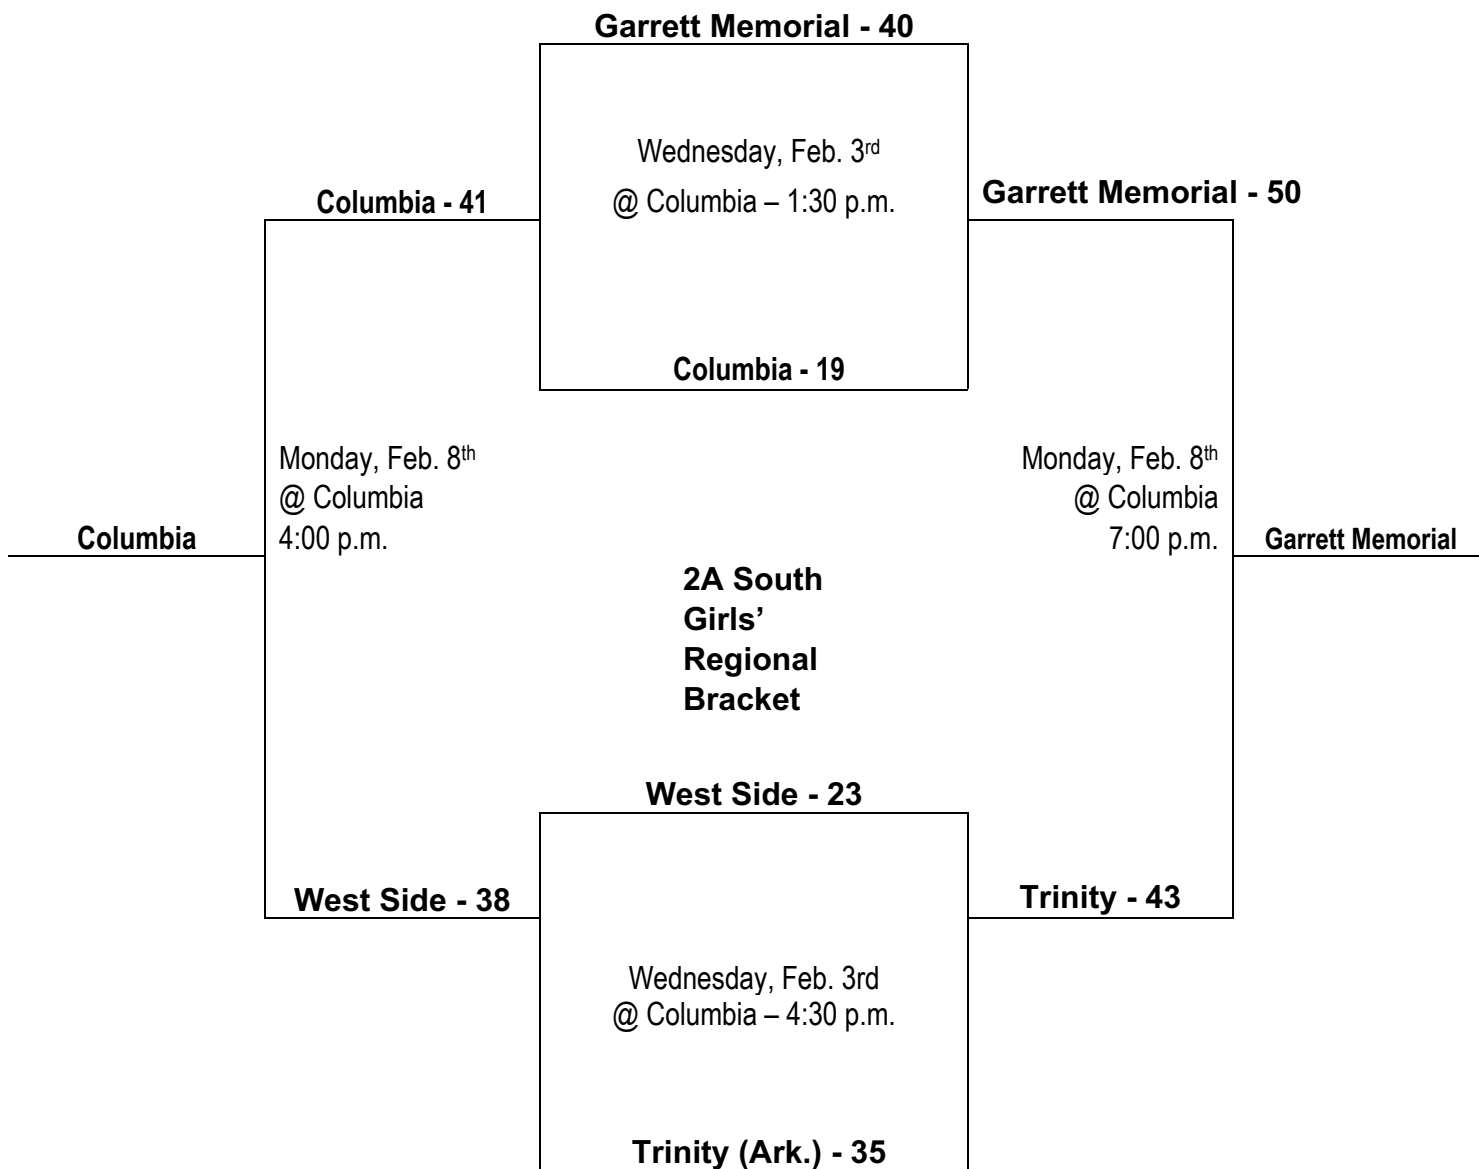 Garrett Memorial - 40
Wednesday, Feb. 3rd
@ Columbia – 1:30 p.m.
Columbia - 41
Garrett Memorial - 50
Columbia - 19
Monday, Feb. 8th
@ Columbia
4:00 p.m.
Monday, Feb. 8th
@ Columbia
7:00 p.m.
Columbia
Garrett Memorial
2A South
Girls’
Regional
Bracket
West Side - 23
West Side - 38
Trinity - 43
Wednesday, Feb. 3rd
@ Columbia – 4:30 p.m.
Trinity (Ark.) - 35